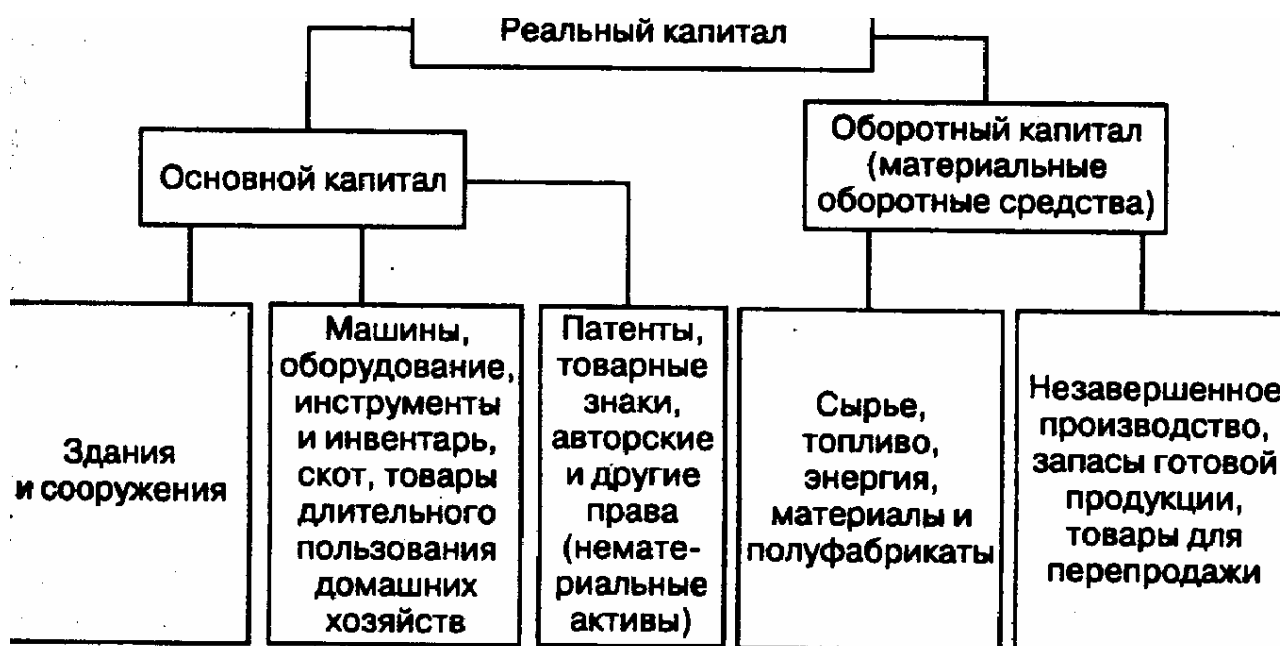 Реальный капитал
Основной капитал
Оборотный капитал
(материальные
оборотные средства)
Здания
и сооружения
Машины,
оборудование,
инструменты
и инвентарь,
скот, товары
длительного
пользования
домашних
хозяйств
Патенты,
товарные
знаки,
авторские
и другие
права
(немате-
риальные
активы)
Сырье,
топливо,
энергия,
материалы и
полуфабрикаты
Незавершенное
производство,
запасы готовой
продукции,
товары для
перепродажи